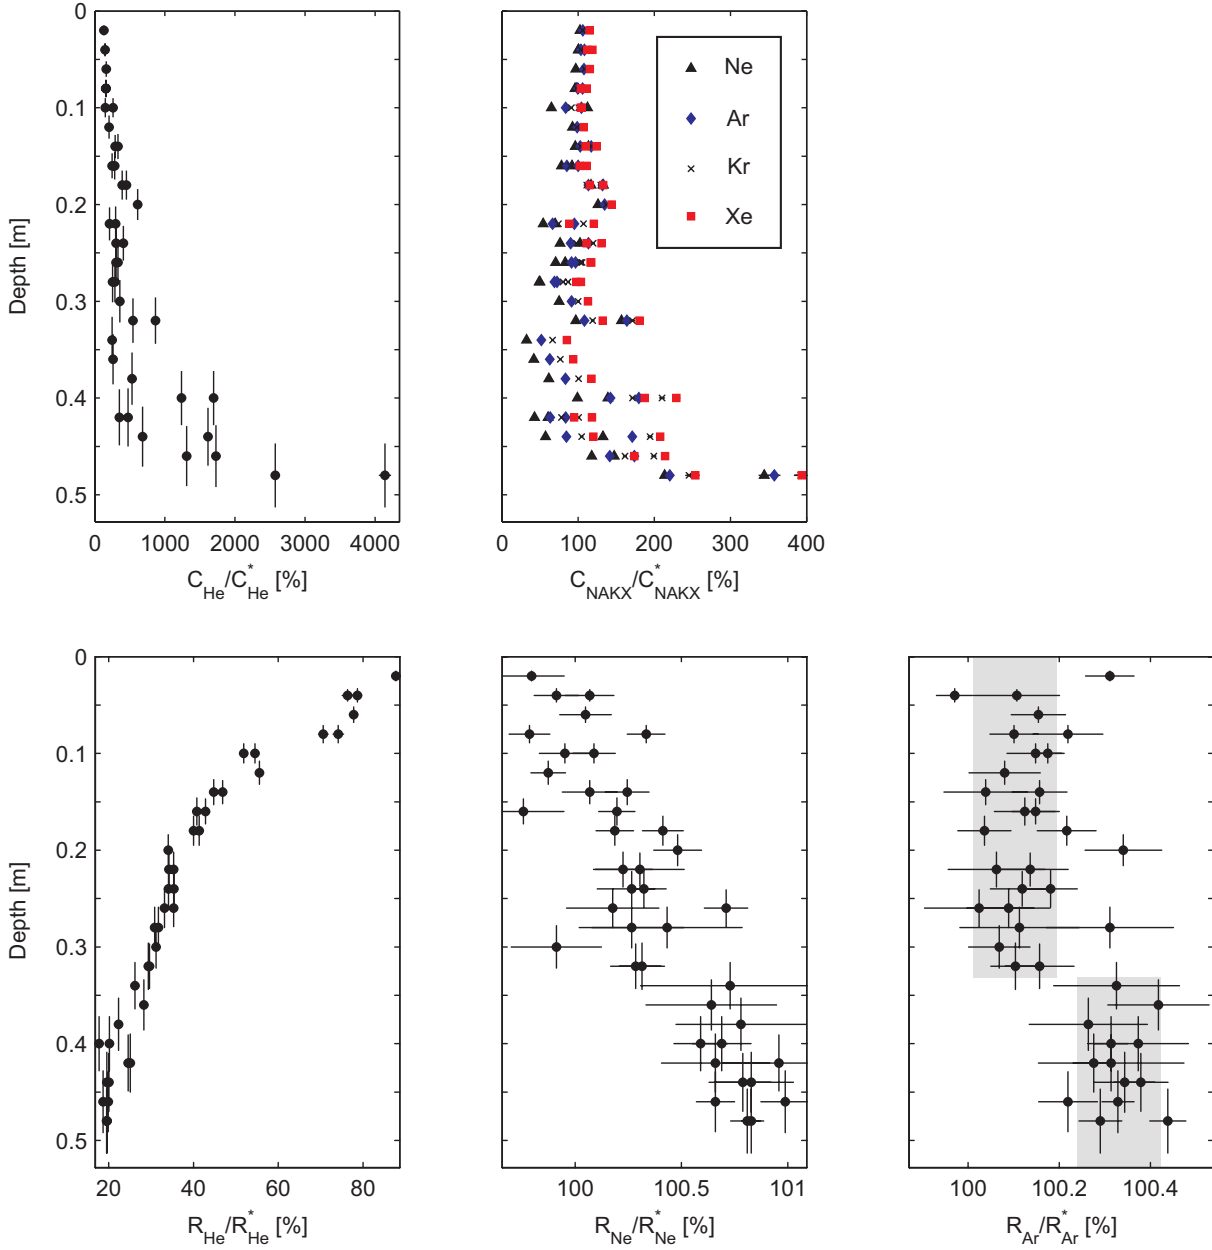 0
0.1
0.2
0.3
0.4
0.5
Depth [m]
0 1000 2000 3000 4000
C_He/C*_He [%]
Ne
Ar
Kr
Xe
0 100 200 300 400
C_NAKX/C*_NAKX [%]
0
0.1
0.2
0.3
0.4
0.5
Depth [m]
20 40 60 80
R_He/R*_He [%]
100 100.5 101
R_Ne/R*_Ne [%]
100 100.2 100.4
R_Ar/R*_Ar [%]